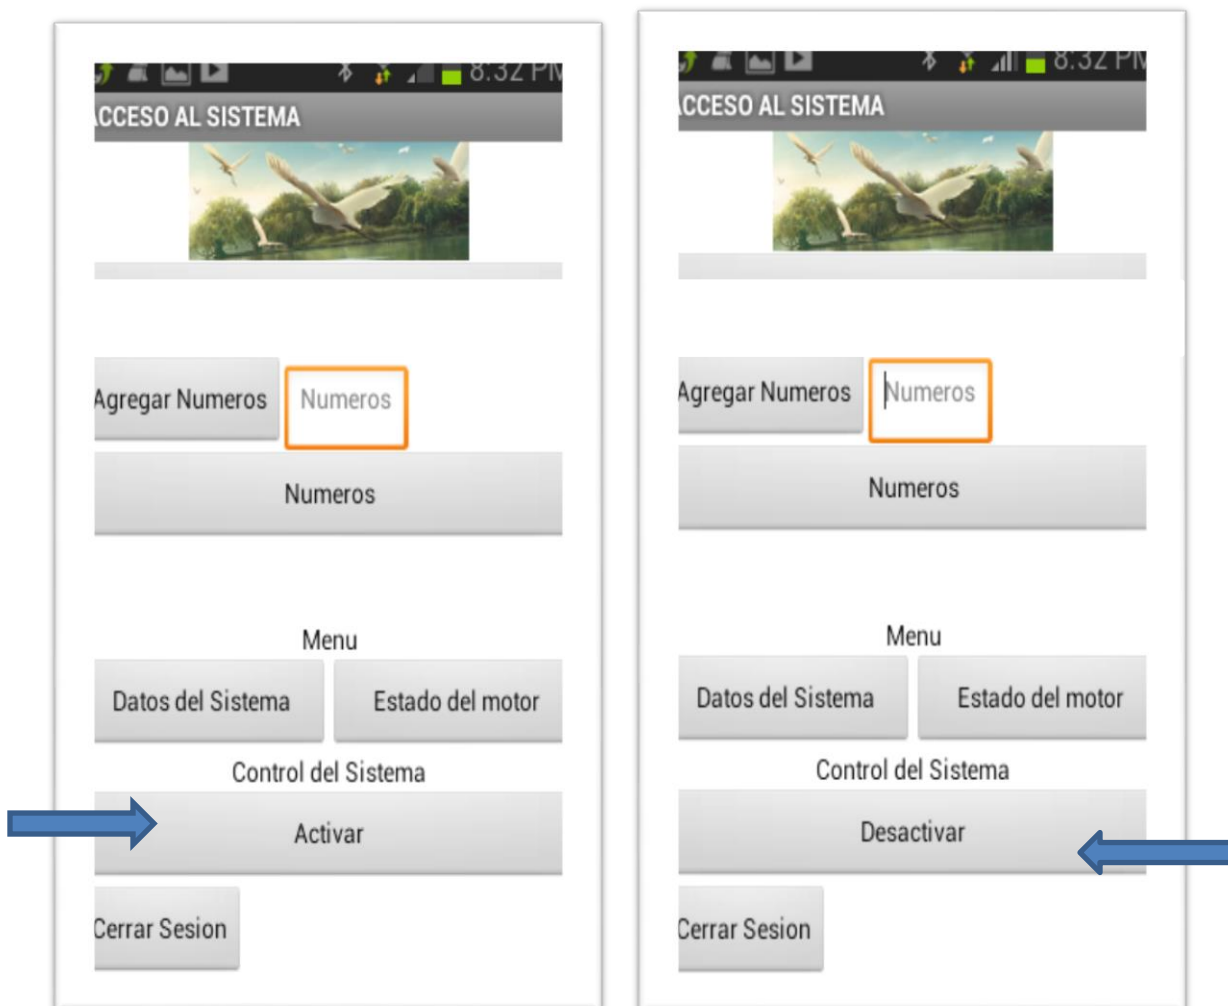 8:32 PM
ACCESO AL SISTEMA
Agregar Numeros
Numeros
Numeros
Menu
Datos del Sistema
Estado del motor
Control del Sistema
Activar
Cerrar Sesion
8:32 PM
ACCESO AL SISTEMA
Agregar Numeros
Numeros
Numeros
Menu
Datos del Sistema
Estado del motor
Control del Sistema
Desactivar
Cerrar Sesion